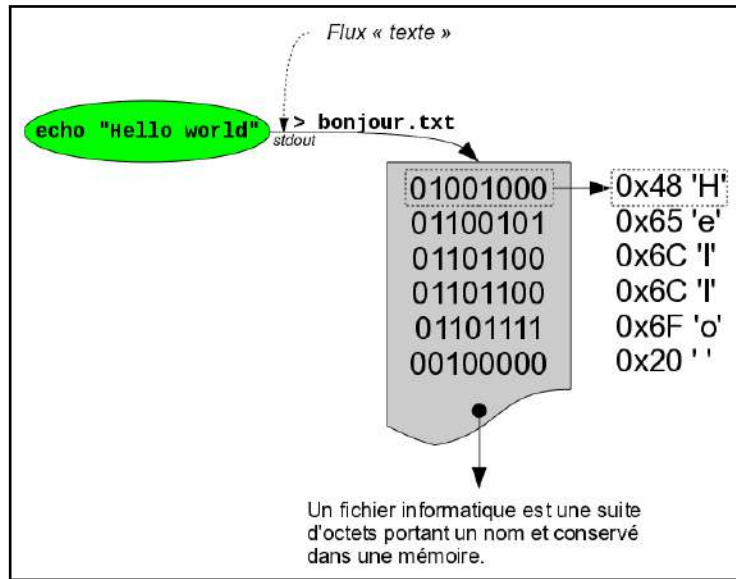 Flux « texte »
echo "Hello world"
> bonjour.txt
stdout
01001000 0x48 'H'
01100101 0x65 'e'
01101100 0x6C 'l'
01101100 0x6C 'l'
01101111 0x6F 'o'
00100000 0x20 ' '
Un fichier informatique est une suite
d'octets portant un nom et conservé
dans une mémoire.